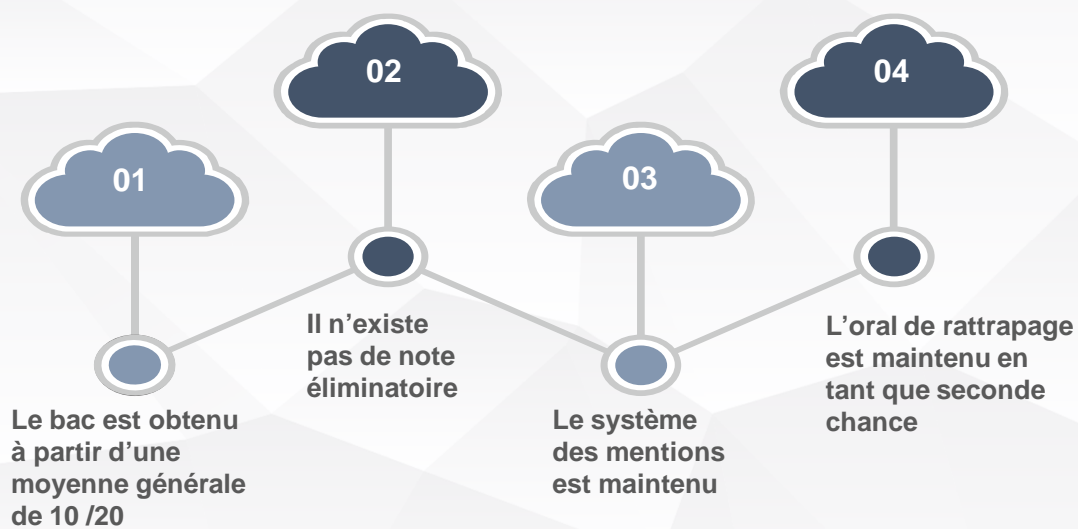 01
Le bac est obtenu
à partir d’une
moyenne générale
de 10 /20
02
Il n’existe
pas de note
éliminatoire
03
Le système
des mentions
est maintenu
04
L’oral de rattrapage
est maintenu en
tant que seconde
chance